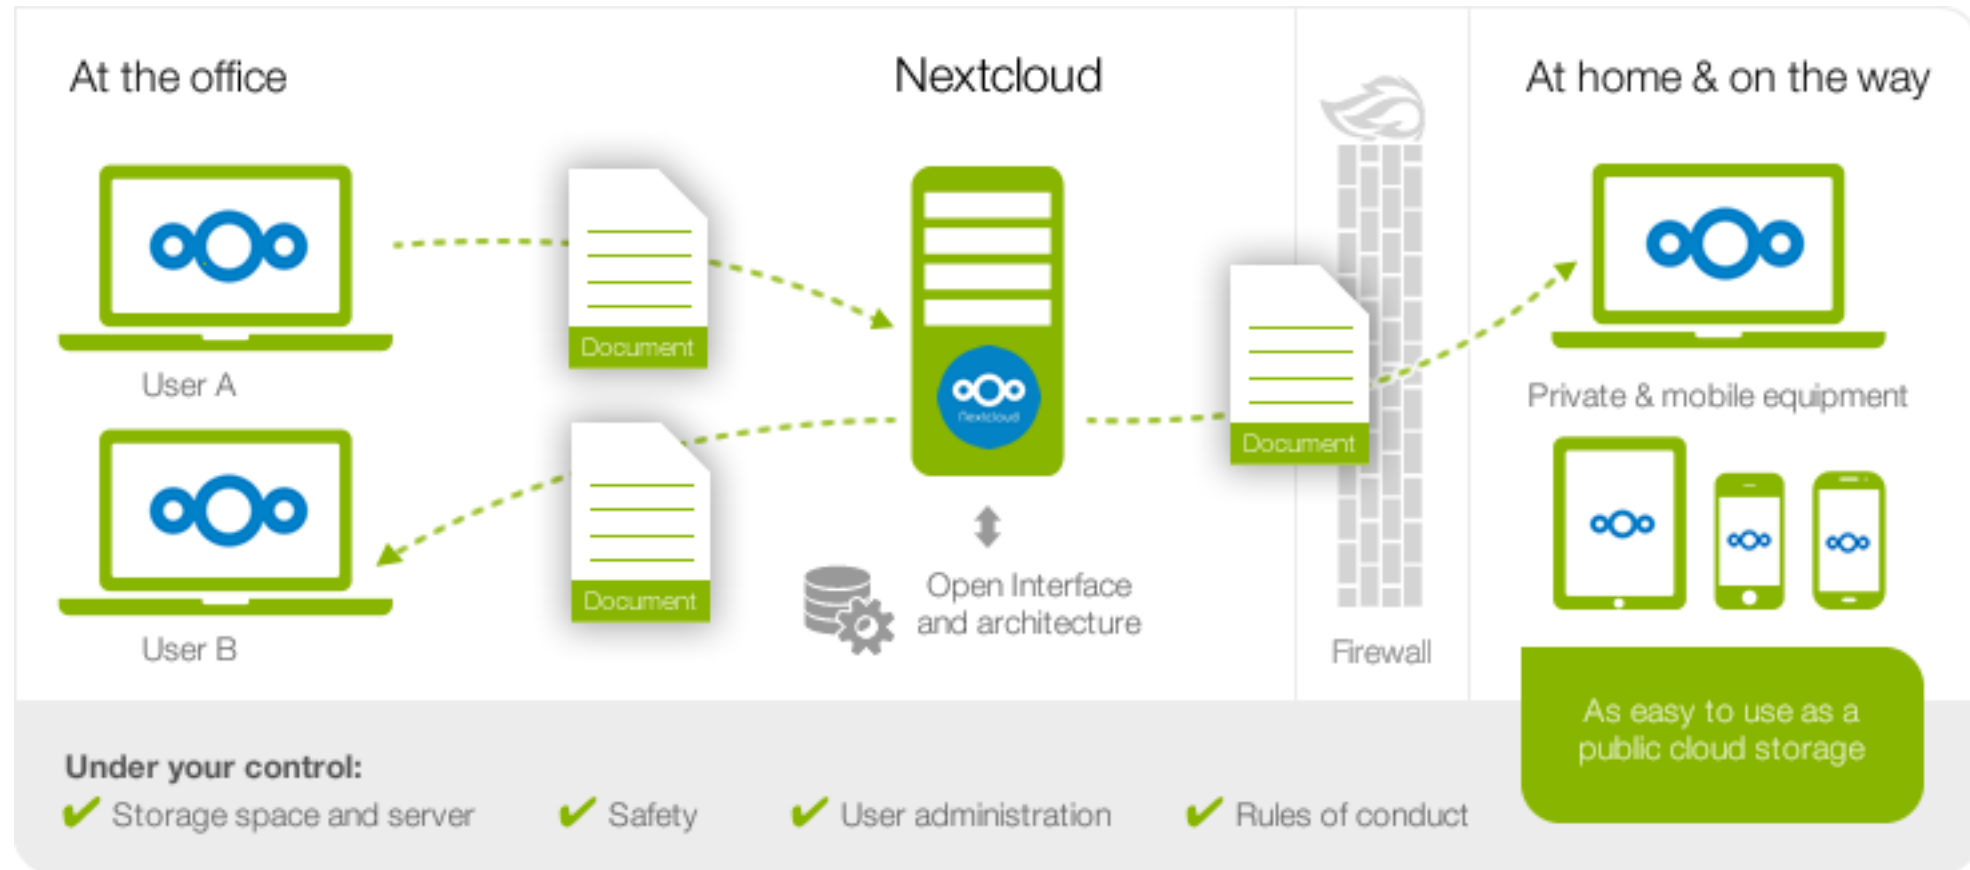 At the office
Nextcloud
At home & on the way
Document
User A
Nextcloud
Document
Private & mobile equipment
Document
User B
Open Interface
and architecture
Firewall
As easy to use as a
public cloud storage
Under your control:
✔ Storage space and server
✔ Safety
✔ User administration
✔ Rules of conduct